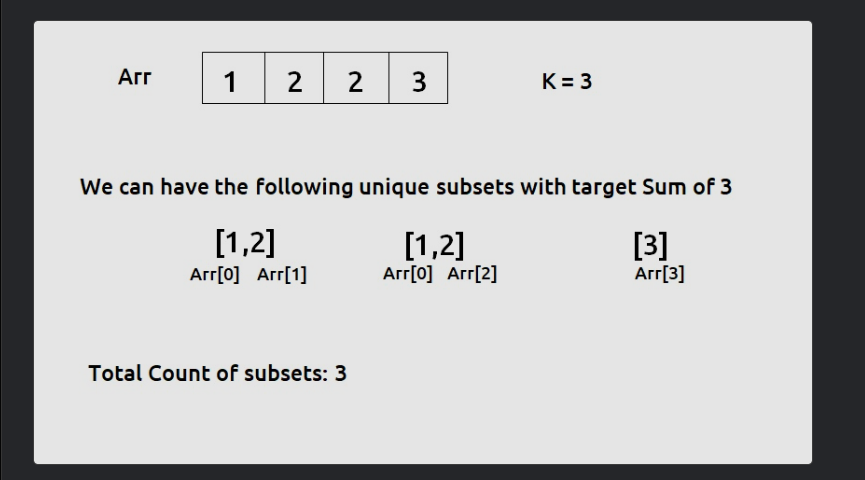 Arr 1 2 2 3 K = 3
We can have the following unique subsets with target Sum of 3
[1,2] [1,2] [3]
Arr[0] Arr[1] Arr[0] Arr[2] Arr[3]
Total Count of subsets: 3